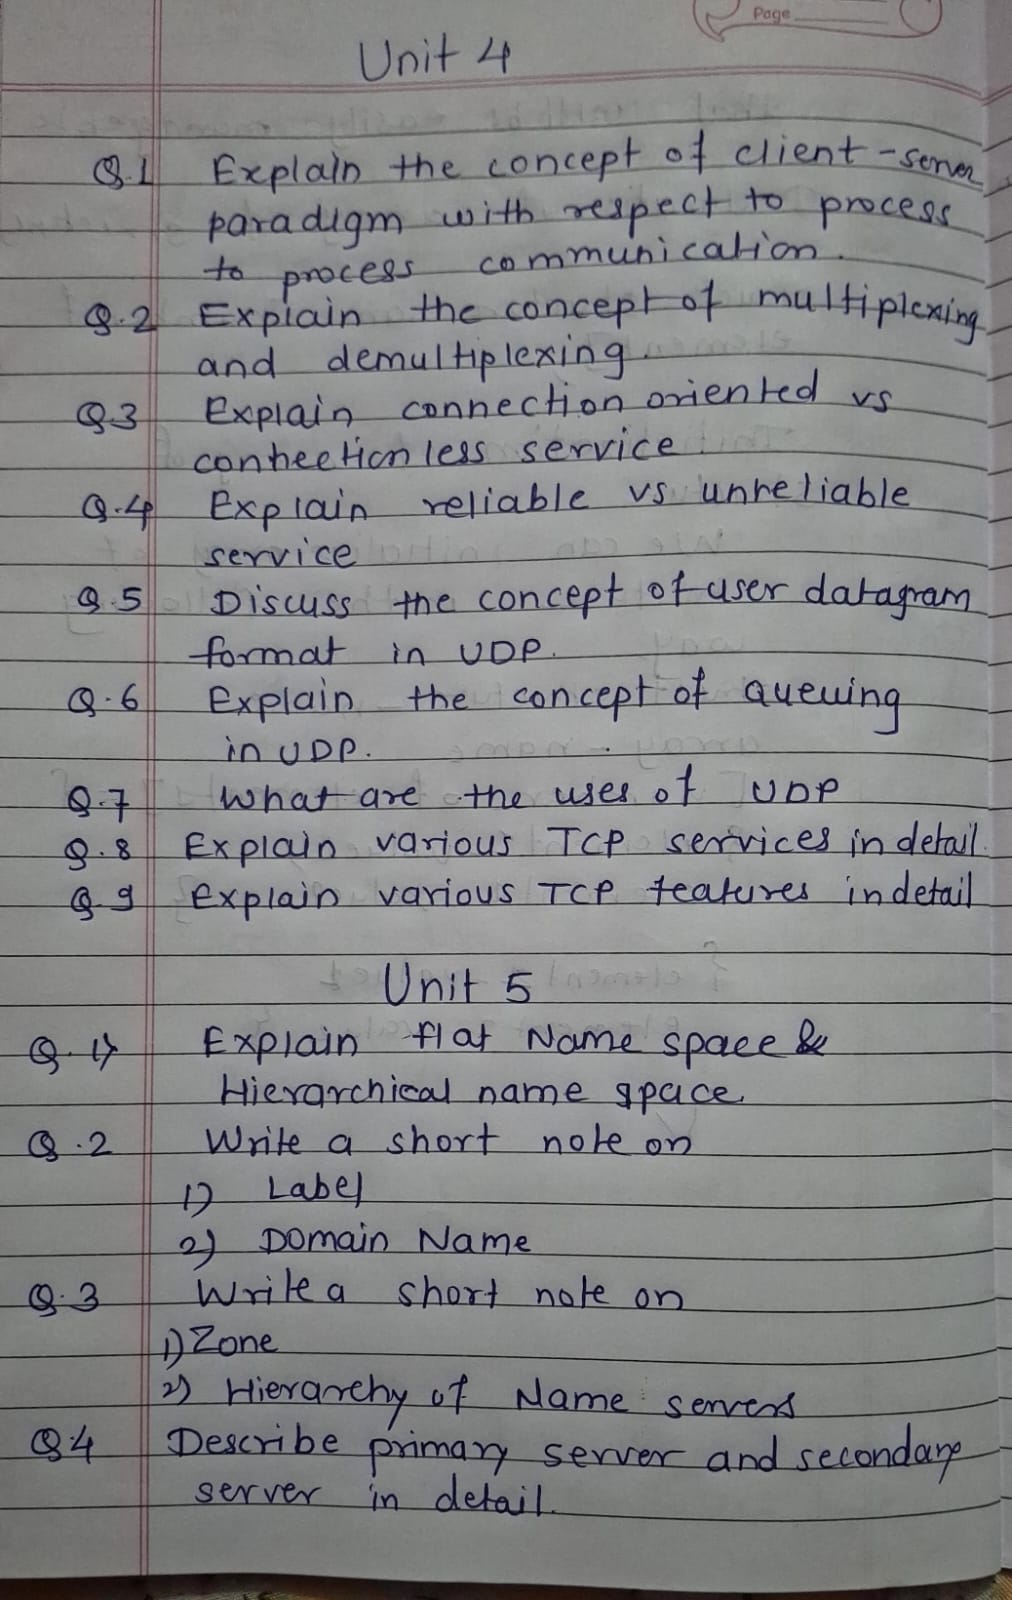 Page
Unit 4
Q.1 Explain the concept of client-server
paradigm with respect to process
to process communication.
Q.2 Explain the concept of multiplexing
and demultiplexing.
Q.3 Explain connection oriented vs
connectionless service
Q.4 Explain reliable vs unreliable
service
Q.5 Discuss the concept of user datagram
format in UDP.
Q.6 Explain the concept of queuing
in UDP.
Q.7 What are the uses of UDP
Q.8 Explain various TCP services in detail.
Q.9 Explain various TCP features in detail
Unit 5
Q.1) Explain flat Name space &
Hierarchical name space
Q.2 Write a short note on
1) Label
2) Domain Name
Q.3 Write a short note on
1) Zone
2) Hierarchy of Name servers
Q.4 Describe primary server and secondary
server in detail.